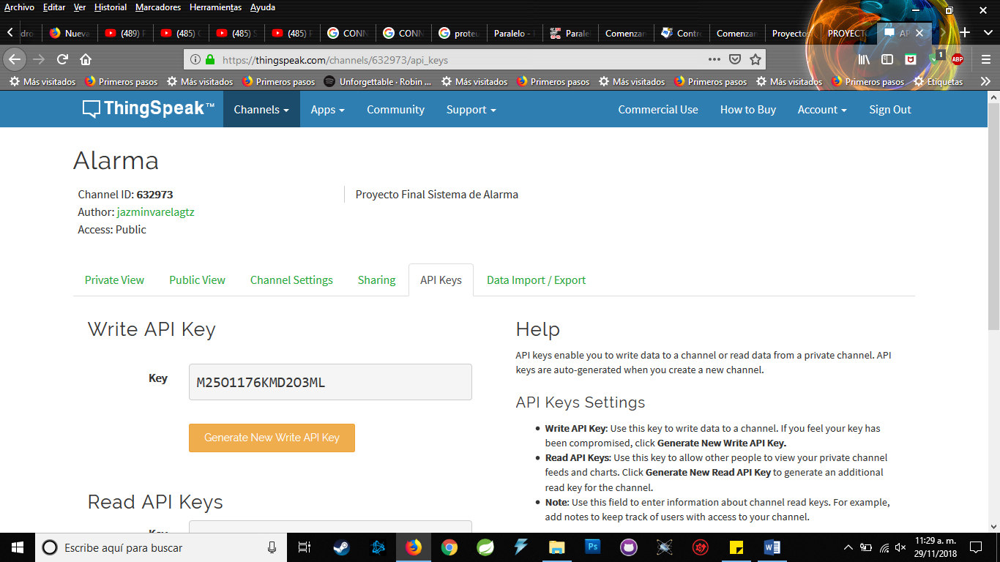 Archivo Editar Ver Historial Marcadores Herramientas Ayuda
dro Nueva (489) F (485) C (485) S (485) F CONN CONN proteu Paralelo - Parale Comenzar Contro Comenzar Proyectos PROYECT AP
https://thingspeak.com/channels/632973/api_keys 1 ABP
Más visitados Primeros pasos Más visitados Primeros pasos Unforgettable · Robin ... Más visitados Primeros pasos Más visitados Primeros pasos Más visitados Primeros pasos Etiquetas
ThingSpeak™ Channels Apps Community Support Commercial Use How to Buy Account Sign Out
Alarma
Channel ID: 632973 Proyecto Final Sistema de Alarma
Author: jazminvarelagtz
Access: Public
Private View Public View Channel Settings Sharing API Keys Data Import / Export
Write API Key
Key M25O1176KMD2O3ML
Generate New Write API Key
Read API Keys
Key
Help
API keys enable you to write data to a channel or read data from a private channel. API
keys are auto-generated when you create a new channel.
API Keys Settings
Write API Key: Use this key to write data to a channel. If you feel your key has
been compromised, click Generate New Write API Key.
Read API Keys: Use this key to allow other people to view your private channel
feeds and charts. Click Generate New Read API Key to generate an additional
read key for the channel.
Note: Use this field to enter information about channel read keys. For example,
add notes to keep track of users with access to your channel.
Escribe aquí para buscar Ps 11:29 a. m.
29/11/2018